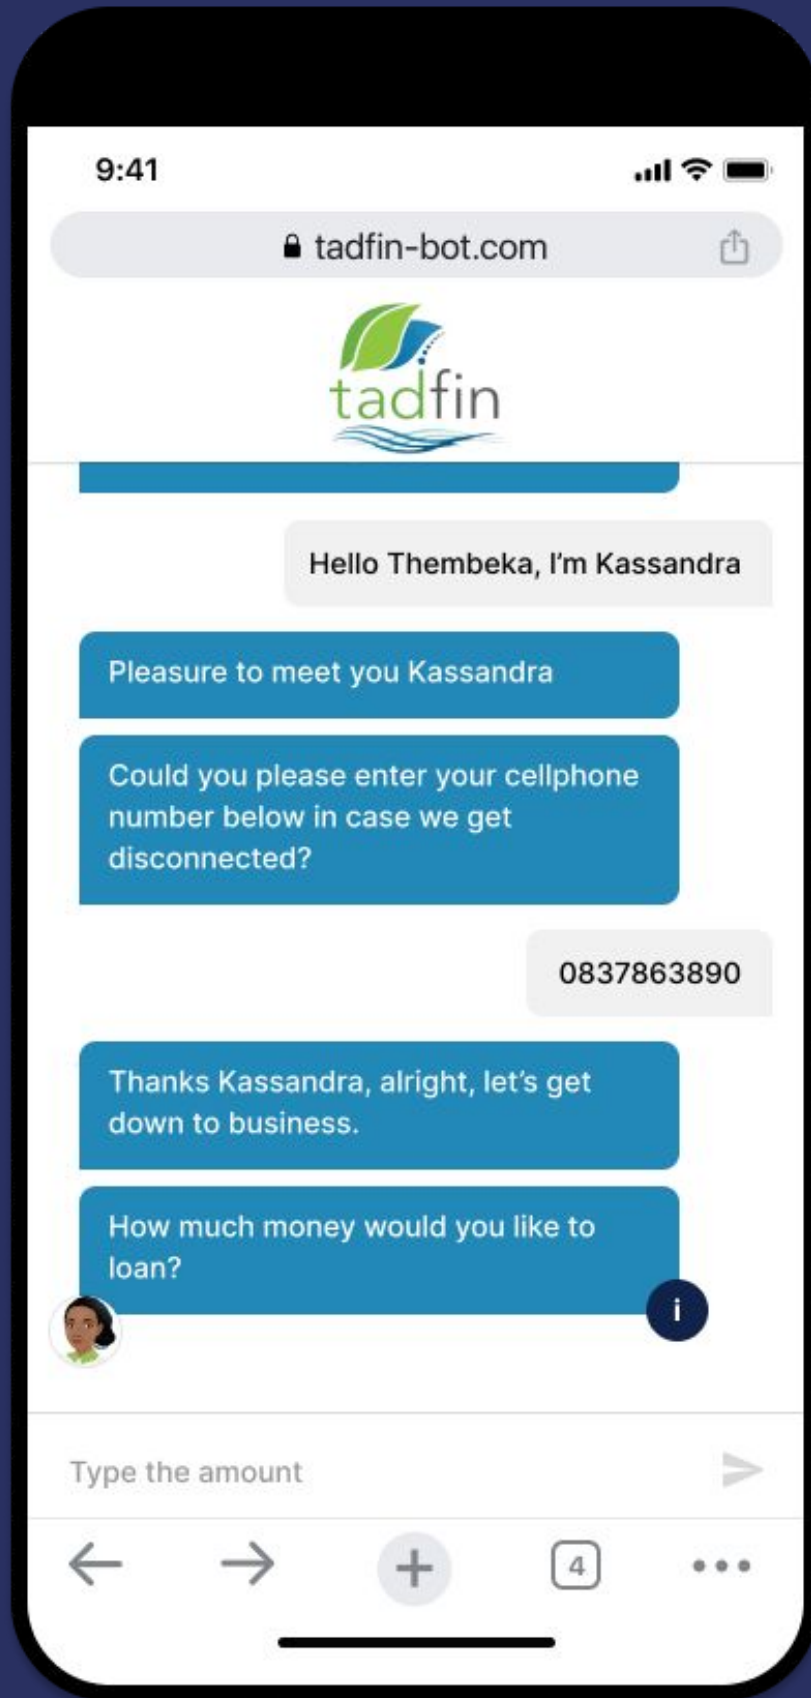 9:41
tadfin-bot.com
tadfin
Hello Thembeka, I’m Kassandra
Pleasure to meet you Kassandra
Could you please enter your cellphone
number below in case we get
disconnected?
0837863890
Thanks Kassandra, alright, let’s get
down to business.
How much money would you like to
loan?
i
Type the amount
4